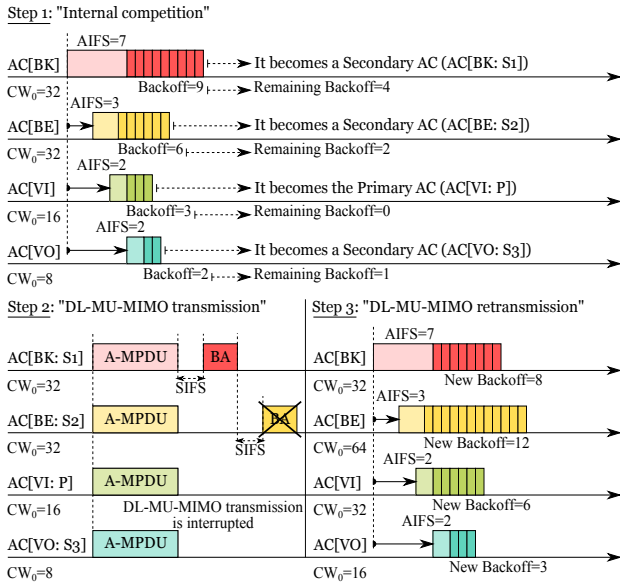 Step 1: "Internal competition"
AIFS=7
AC[BK]
It becomes a Secondary AC (AC[BK: S1])
CW0=32
Backoff=9
Remaining Backoff=4
AIFS=3
AC[BE]
It becomes a Secondary AC (AC[BE: S2])
CW0=32
Backoff=6
Remaining Backoff=2
AIFS=2
AC[VI]
It becomes the Primary AC (AC[VI: P])
CW0=16
Backoff=3
Remaining Backoff=0
AIFS=2
AC[VO]
It becomes a Secondary AC (AC[VO: S3])
CW0=8
Backoff=2
Remaining Backoff=1
Step 2: "DL-MU-MIMO transmission"
AC[BK: S1]
A-MPDU
BA
CW0=32
SIFS
AC[BE: S2]
A-MPDU
BA
CW0=32
SIFS
AC[VI: P]
A-MPDU
CW0=16
DL-MU-MIMO transmission
is interrupted
AC[VO: S3]
A-MPDU
CW0=8
Step 3: "DL-MU-MIMO retransmission"
AIFS=7
AC[BK]
CW0=32
New Backoff=8
AIFS=3
AC[BE]
CW0=64
New Backoff=12
AIFS=2
AC[VI]
CW0=32
New Backoff=6
AIFS=2
AC[VO]
CW0=16
New Backoff=3